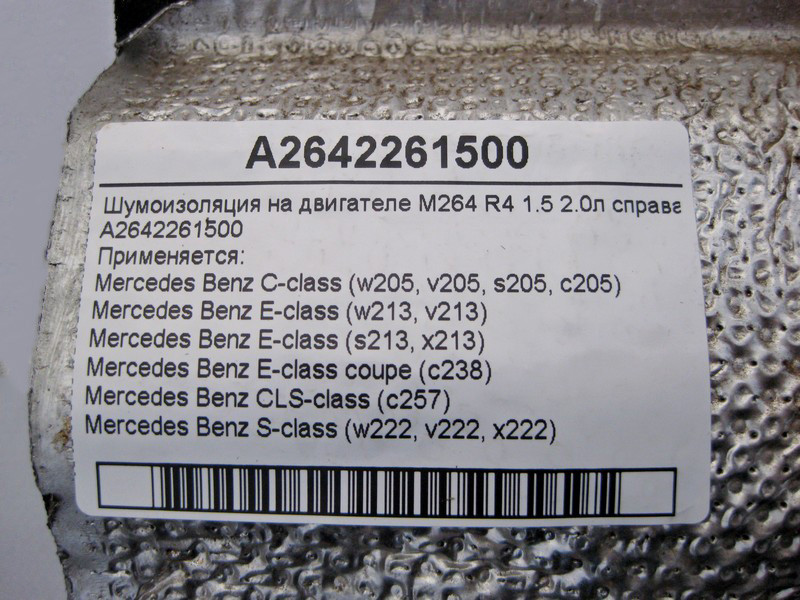 A2642261500
Шумоизоляция на двигателе М264 R4 1.5 2.0л справа
A2642261500
Применяется:
Mercedes Benz C-class (w205, v205, s205, c205)
Mercedes Benz E-class (w213, v213)
Mercedes Benz E-class (s213, x213)
Mercedes Benz E-class coupe (c238)
Mercedes Benz CLS-class (c257)
Mercedes Benz S-class (w222, v222, x222)